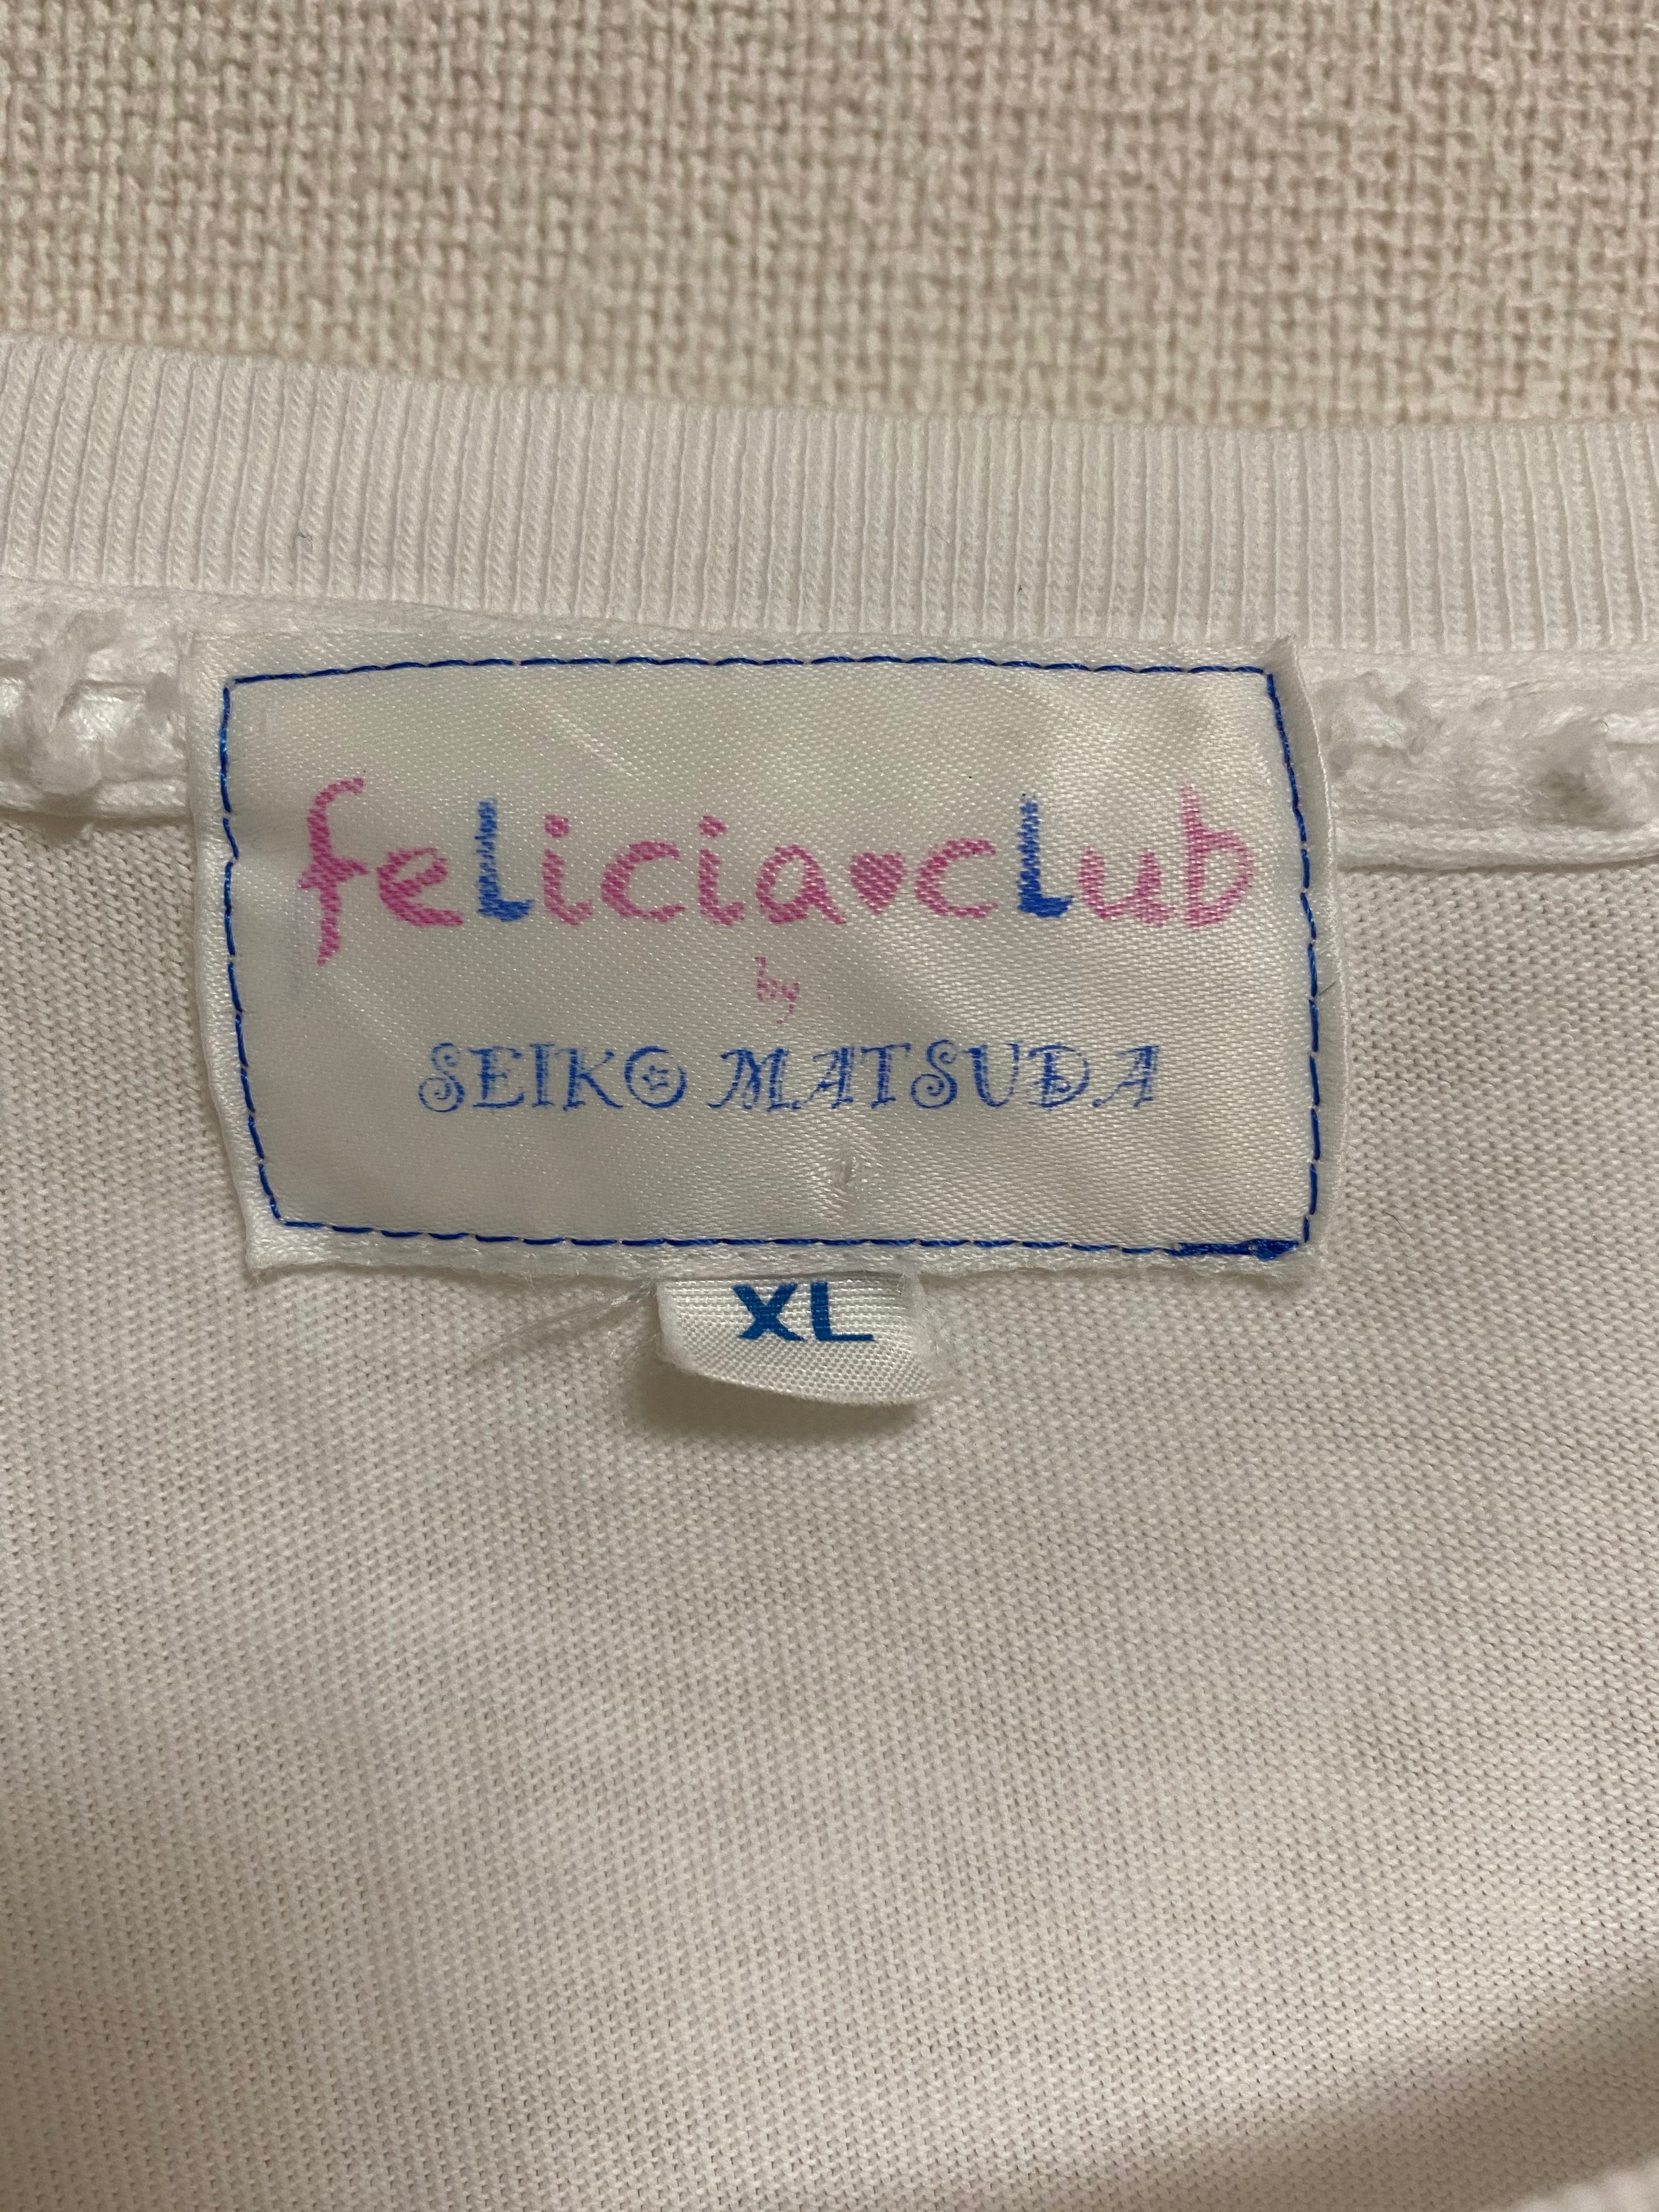 felicia♥club
by
SEIKO MATSUDA
XL